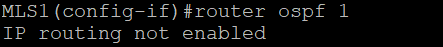 MLS1(config-if)#router ospf 1
IP routing not enabled